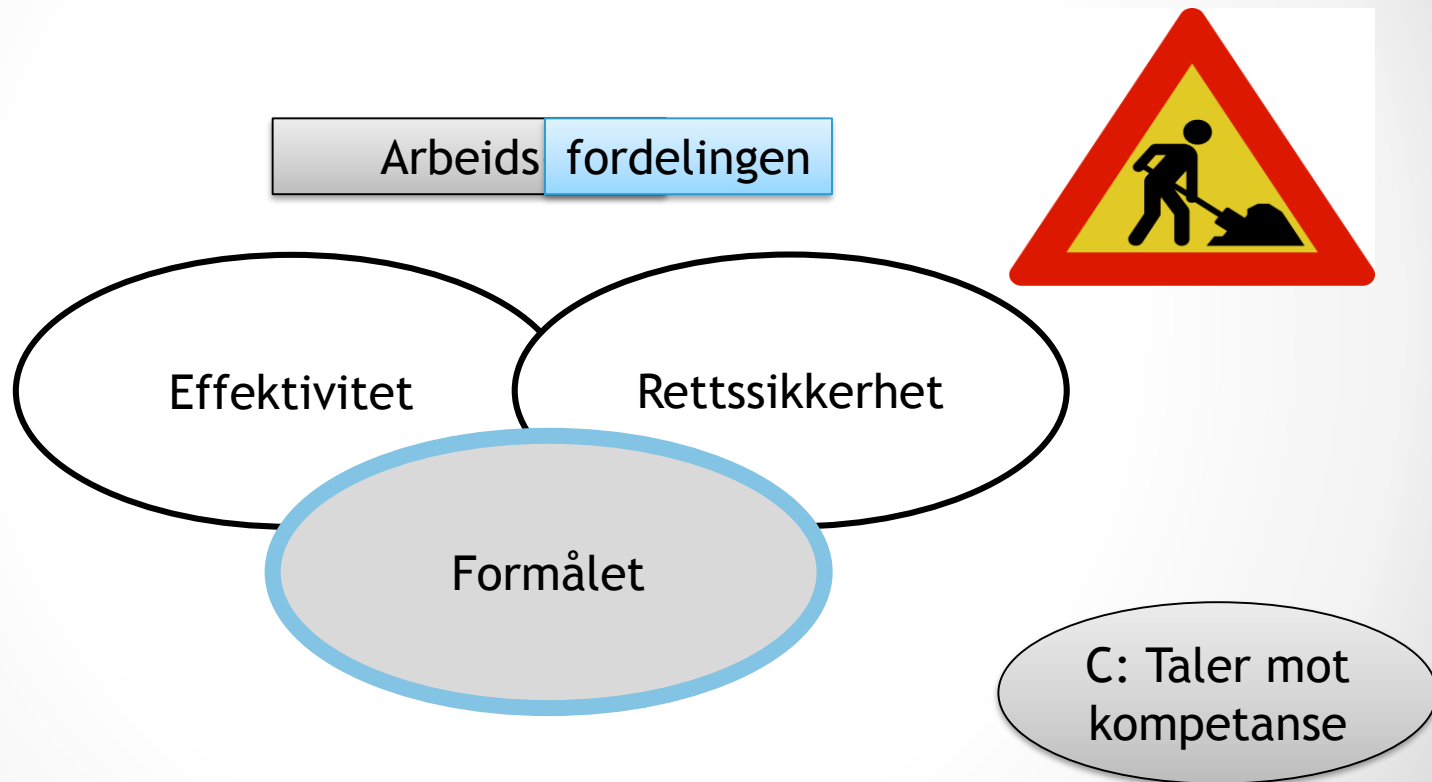 Arbeids fordelingen
Effektivitet
Rettssikkerhet
Formålet
C: Taler mot
kompetanse